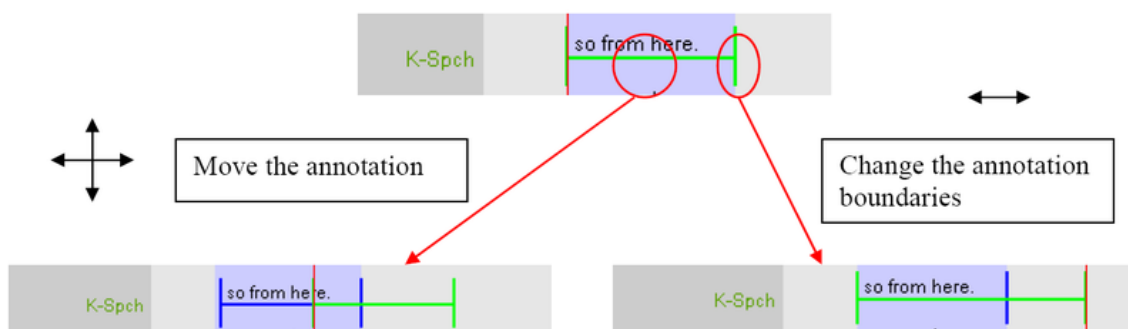 so from here.
K-Spch
Move the annotation
Change the annotation
boundaries
so from here.
K-Spch
so from here.
K-Spch